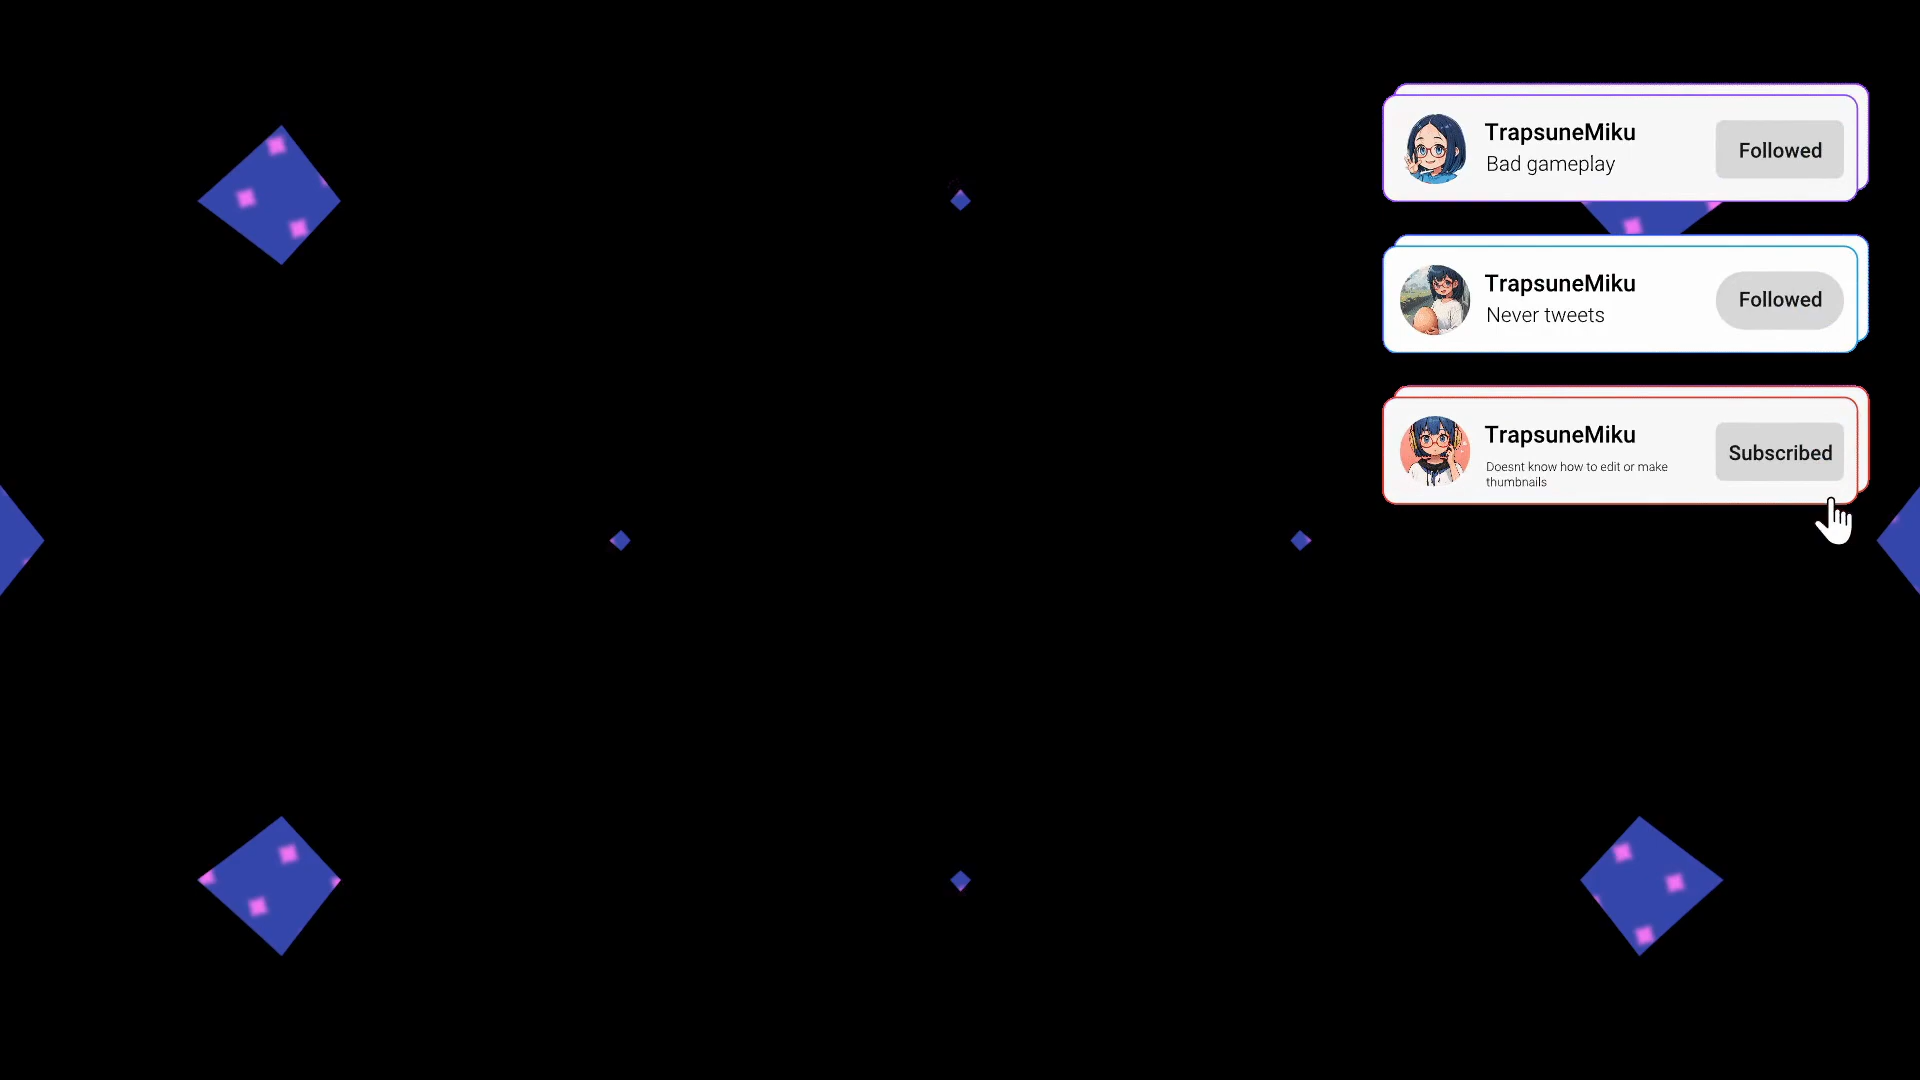 TrapsuneMiku
Bad gameplay
Followed
TrapsuneMiku
Never tweets
Followed
TrapsuneMiku
Doesnt know how to edit or make
thumbnails
Subscribed